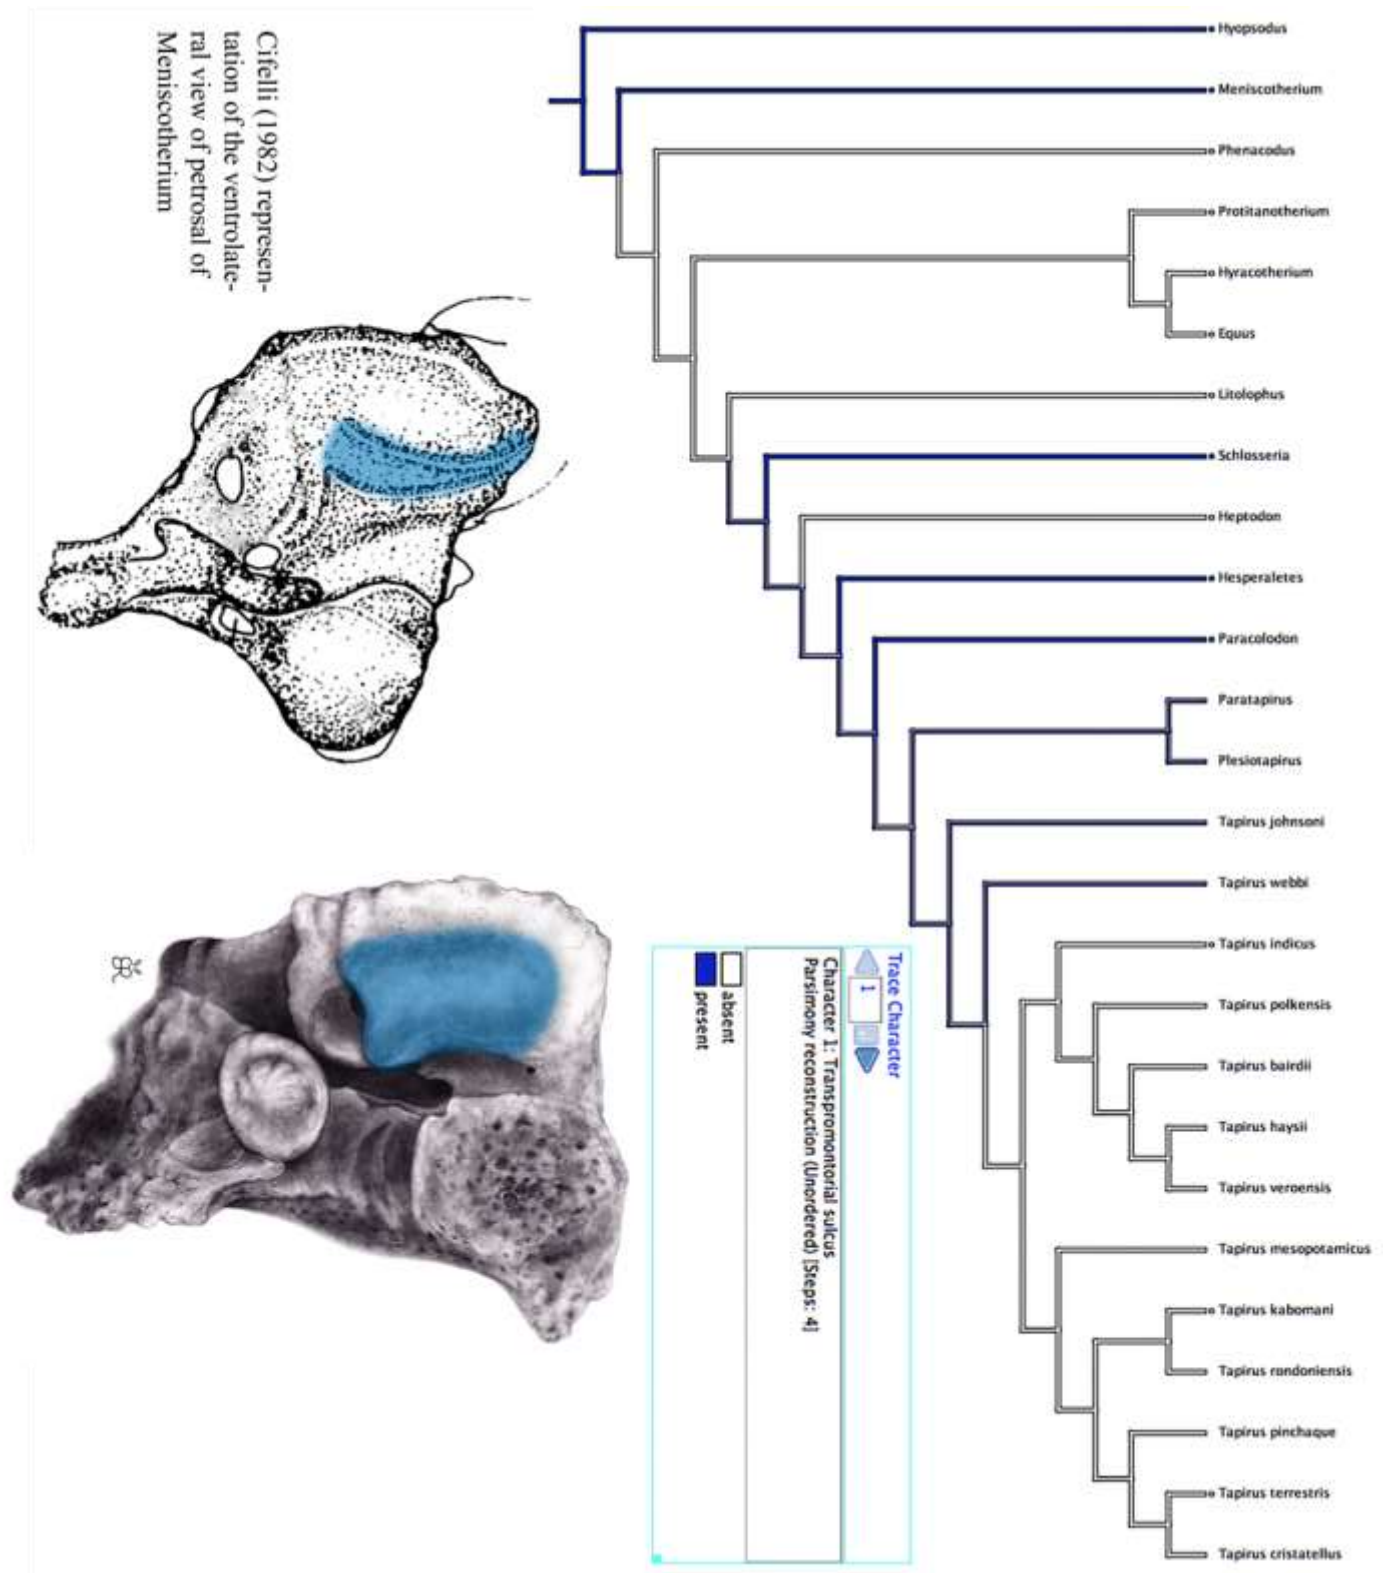 Cifelli (1982) represen-
tation of the ventrolate-
ral view of petrosal of
Meniscotherium
Hyopsodus
Meniscotherium
Phenacodus
Protitanotherium
Hyracotherium
Equus
Litolophus
Schlosseria
Heptodon
Hesperaletes
Paracolodon
Paratapirus
Plesiotapirus
Tapirus johnsoni
Tapirus webbi
Tapirus indicus
Tapirus polkensis
Tapirus bairdii
Tapirus haysii
Tapirus veroensis
Tapirus mesopotamicus
Tapirus kabomani
Tapirus rondoniensis
Tapirus pinchaque
Tapirus terrestris
Tapirus cristatellus
Trace Character
1
Character 1: Transpromontorial sulcus
Parsimony reconstruction (Unordered) [Steps: 4]
absent
present